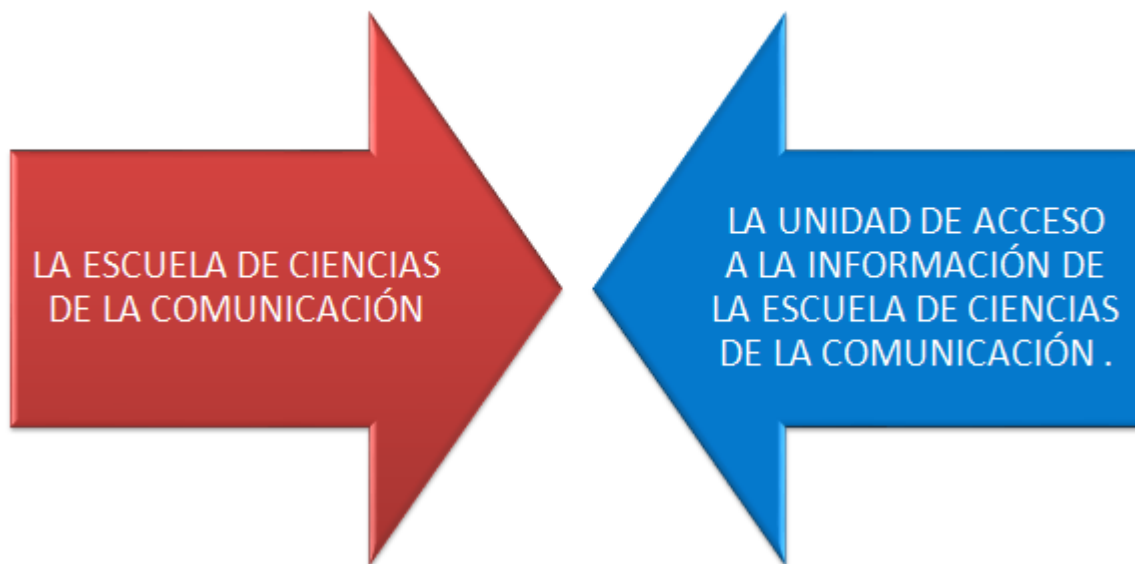 LA ESCUELA DE CIENCIAS
DE LA COMUNICACIÓN
LA UNIDAD DE ACCESO
A LA INFORMACIÓN DE
LA ESCUELA DE CIENCIAS
DE LA COMUNICACIÓN .